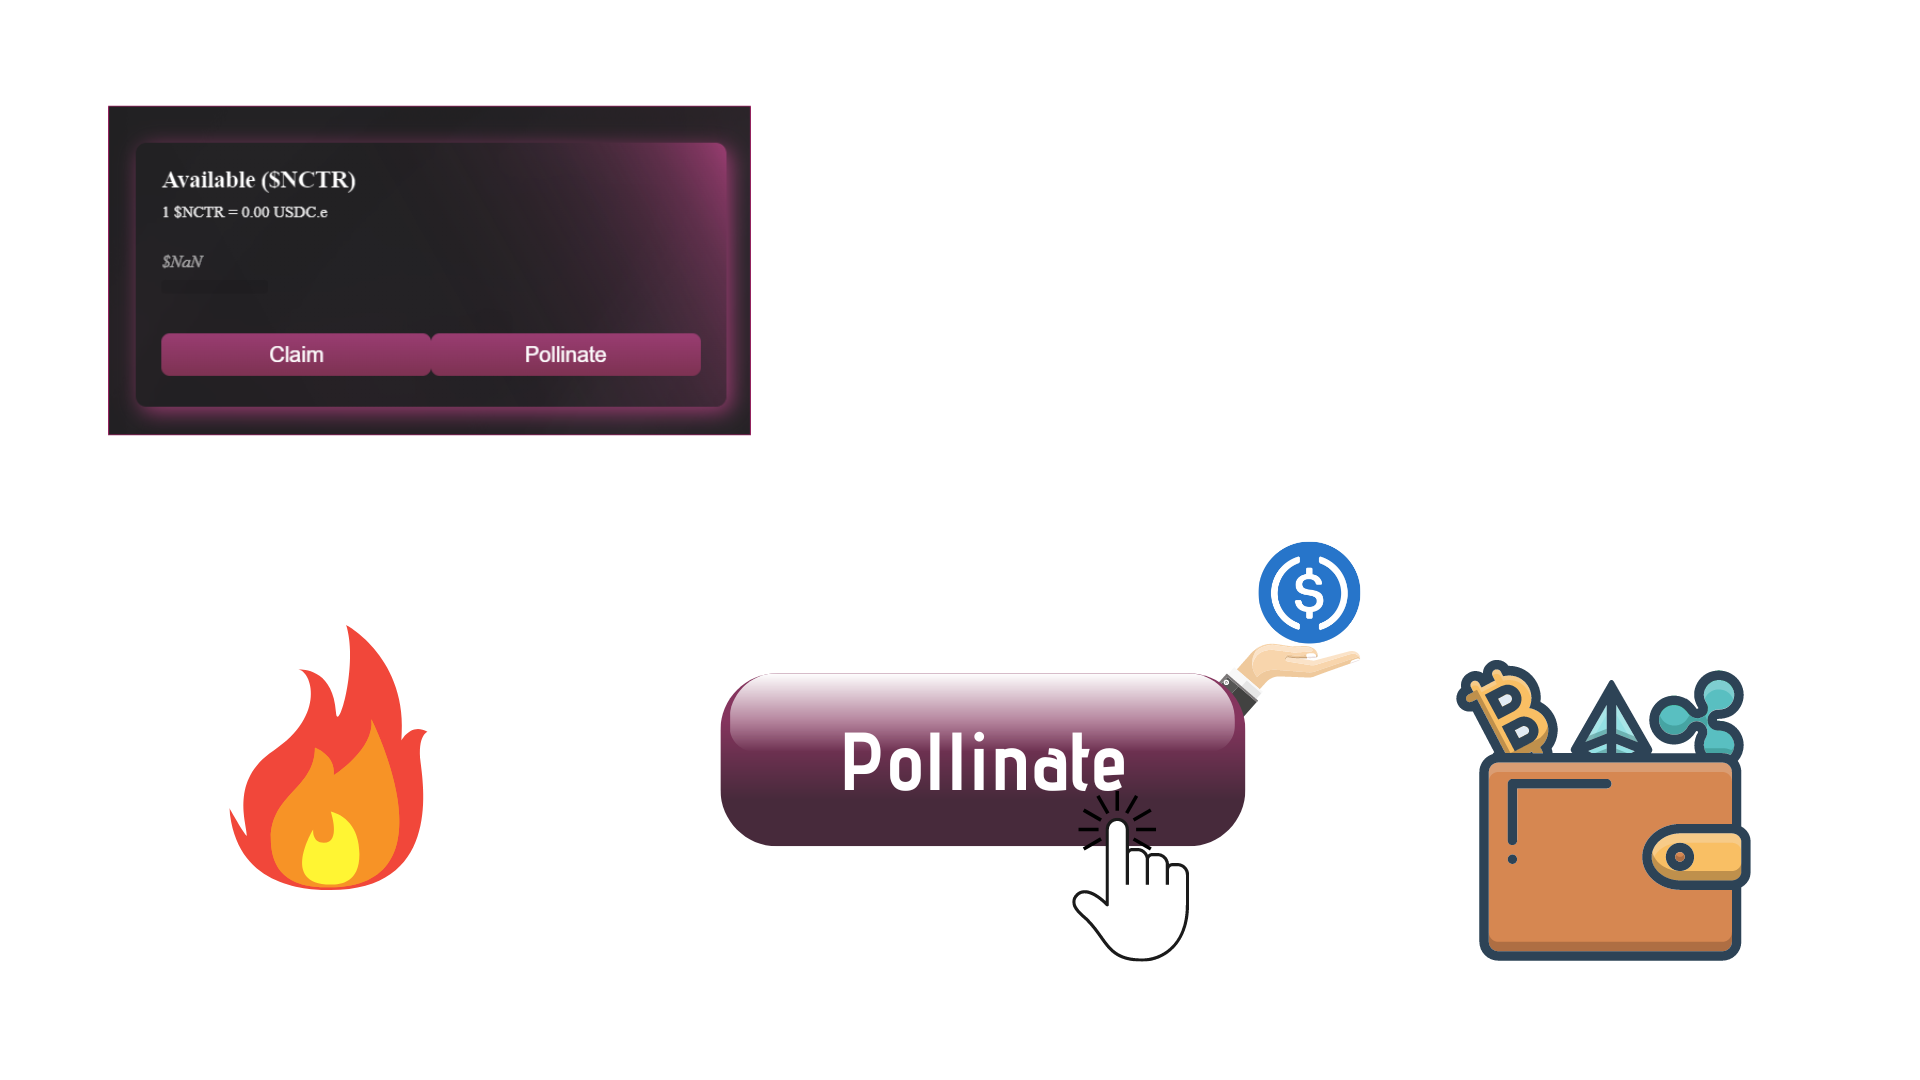 Available ($NCTR)
1 $NCTR = 0.00 USDC.e
$NaN
Claim
Pollinate
Pollinate